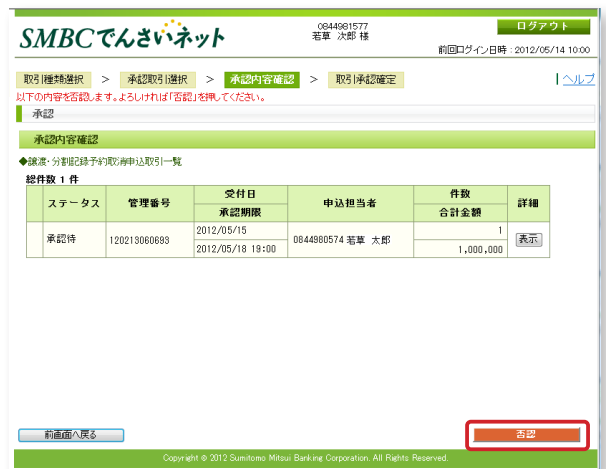 SMBCでんさいネット
0844981577
若草 次郎 様
ログアウト
前回ログイン日時 : 2012/05/14 10:00
取引種類選択 > 承認取引選択 > 承認内容確認 > 取引承認確定
ヘルプ
以下の内容を否認します。よろしければ「否認」を押してください。
承認
承認内容確認
◆譲渡・分割記録予約取消申込取引一覧
総件数 1 件
ステータス 管理番号 受付日 申込担当者 件数 詳細
承認期限 合計金額
承認待 120213060693 2012/05/15 0844980574 若草 太郎 1 表示
2012/05/18 19:00 1,000,000
前画面へ戻る
否認
Copyright © 2012 Sumitomo Mitsui Banking Corporation. All Rights Reserved.